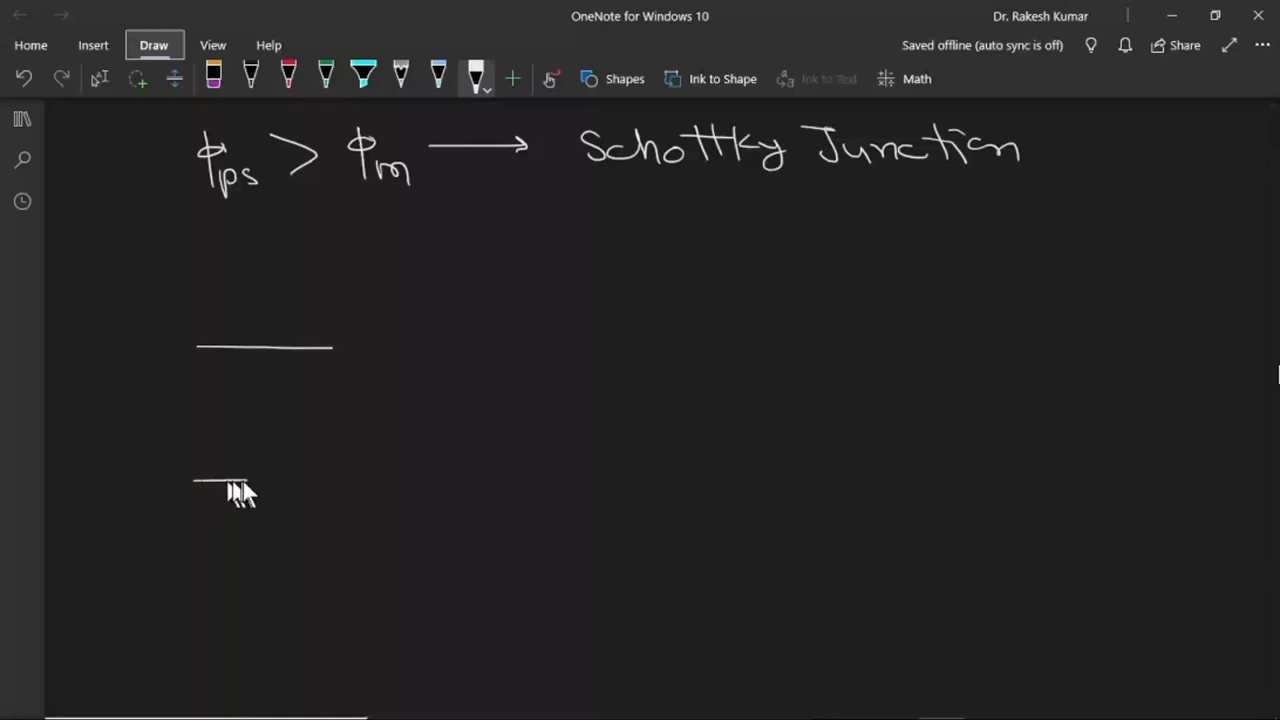 OneNote for Windows 10
Dr. Rakesh Kumar
Home Insert Draw View Help
Saved offline (auto sync is off)
Share
Shapes
Ink to Shape
Ink to Text
Math
ϕps > ϕm → Schottky Junction